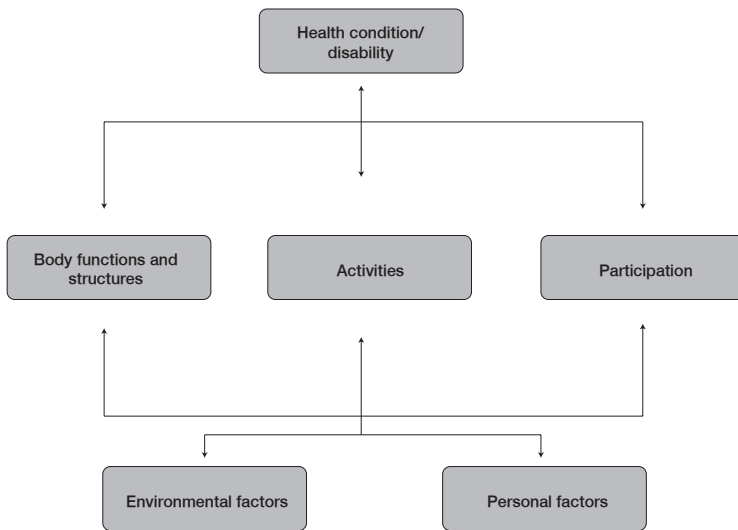 Health condition/
disability
Body functions and
structures
Activities
Participation
Environmental factors
Personal factors